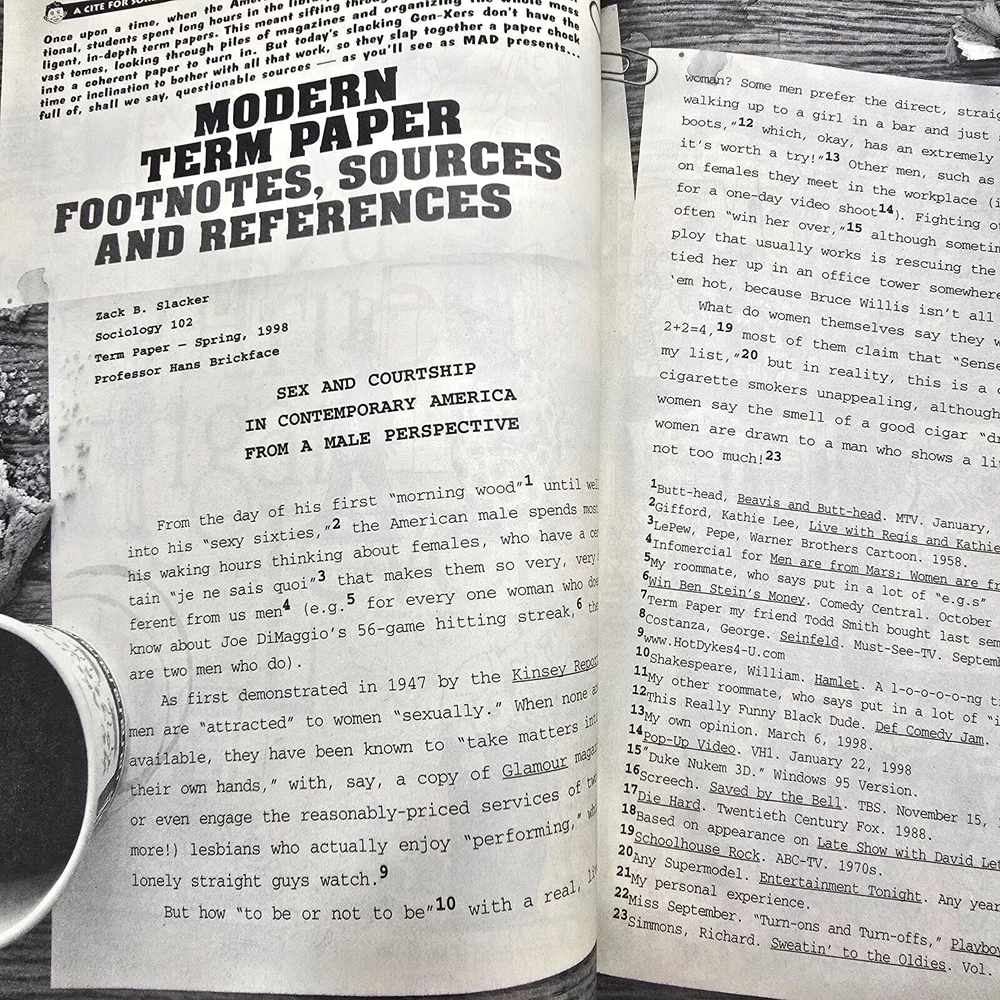 A CITE FOR
Once upon a time, when the
tional, students spent long hours in the
ligent, in-depth term papers. This meant sifting through
vast tomes, looking through piles of magazines and organizing the whole mess
into a coherent paper to turn in. But today's slacking Gen-Xers don't have the
time or inclination to bother with all that work, so they slap together a paper chock
full of, shall we say, questionable sources — as you'll see as MAD presents...
MODERN
TERM PAPER
FOOTNOTES, SOURCES
AND REFERENCES
Zack B. Slacker
Sociology 102
Term Paper — Spring, 1998
Professor Hans Brickface
SEX AND COURTSHIP
IN CONTEMPORARY AMERICA
FROM A MALE PERSPECTIVE
From the day of his first "morning wood"1 until
into his "sexy sixties,"2 the American male spends most
his waking hours thinking about females, who have a
tain "je ne sais quoi"3 that makes them so very, very
ferent from us men4 (e.g.5 for every one woman who
know about Joe DiMaggio's 56-game hitting streak,6
are two men who do).
As first demonstrated in 1947 by the Kinsey
men are "attracted" to women "sexually." When none
available, they have been known to "take matters into
their own hands," with, say, a copy of Glamour
or even engage the reasonably-priced services of
more!) lesbians who actually enjoy "performing,"
lonely straight guys watch.9
But how "to be or not to be"10 with a real,
woman? Some men prefer the direct,
walking up to a girl in a bar and just
boots,"12 which, okay, has an extremely
it's worth a try!"13 Other men, such as
on females they meet in the workplace
for a one-day video shoot14). Fighting
often "win her over,"15 although
ploy that usually works is rescuing the
tied her up in an office tower somewhere
'em hot, because Bruce Willis isn't all
What do women themselves say they
2+2=4,19 most of them claim that
my list,"20 but in reality, this is a
cigarette smokers unappealing, although
women say the smell of a good cigar
women are drawn to a man who shows a
not too much!23
1Butt-head, Beavis and Butt-head. MTV. January,
2Gifford, Kathie Lee, Live with Regis and Kathie
3LePew, Pepe, Warner Brothers Cartoon. 1958.
4Infomercial for Men are from Mars; Women are
5My roommate, who says put in a lot of "e.g.s"
6Win Ben Stein's Money. Comedy Central. October
7Term Paper my friend Todd Smith bought last
8Costanza, George. Seinfeld. Must-See-TV.
9www.HotDykes4-U.com
10Shakespeare, William. Hamlet. A l-o-o-o-o-ng
11My other roommate, who says put in a lot of
12This Really Funny Black Dude. Def Comedy Jam.
13My own opinion. March 6, 1998.
14Pop-Up Video. VH1. January 22, 1998
15"Duke Nukem 3D." Windows 95 Version.
16Screech. Saved by the Bell. TBS. November 15,
17Die Hard. Twentieth Century Fox. 1988.
18Based on appearance on Late Show with David
19Schoolhouse Rock. ABC-TV. 1970s.
20Any Supermodel. Entertainment Tonight. Any
21My personal experience.
22Miss September. "Turn-ons and Turn-offs," Playboy
23Simmons, Richard. Sweatin' to the Oldies. Vol.